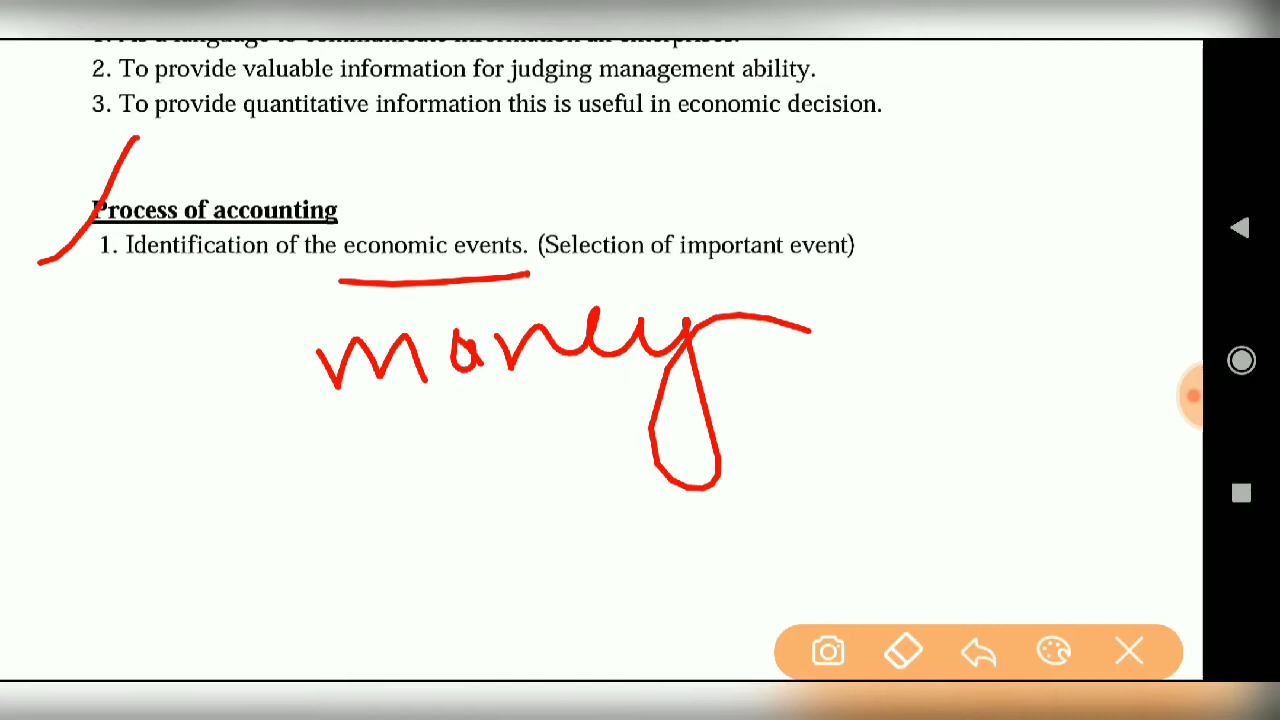 2. To provide valuable information for judging management ability.
3. To provide quantitative information this is useful in economic decision.
Process of accounting
1. Identification of the economic events. (Selection of important event)
money